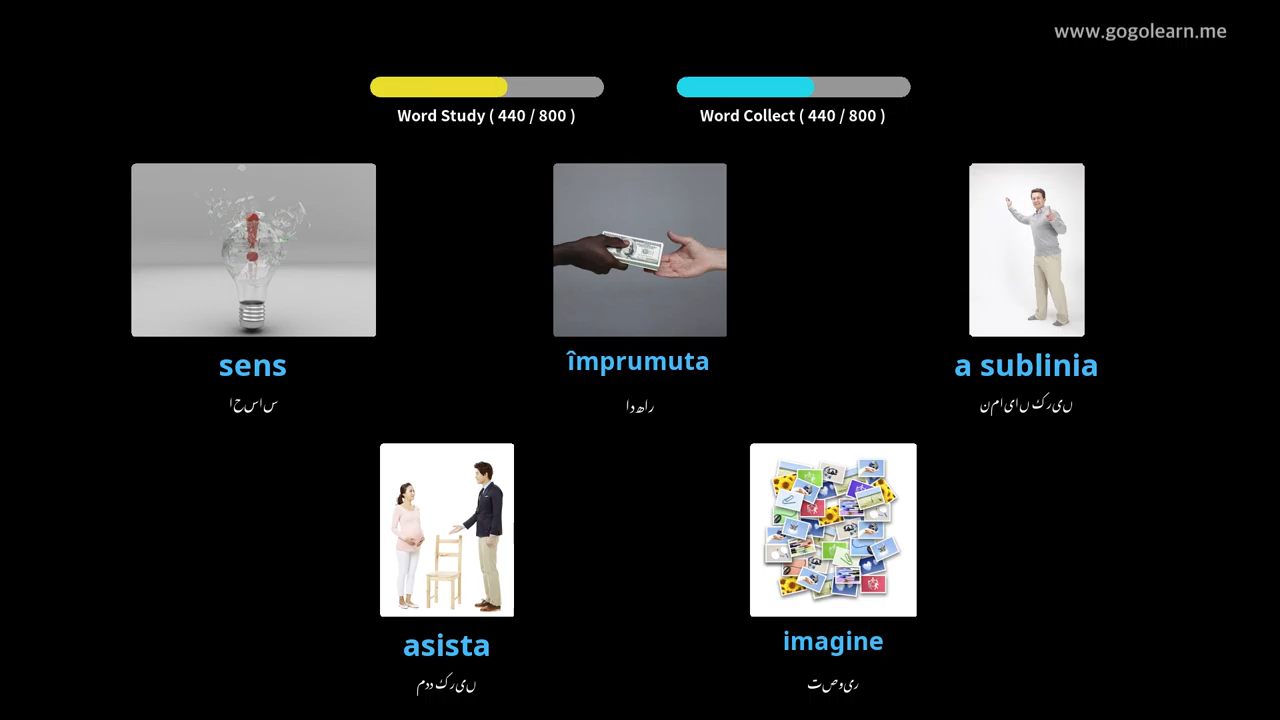 www.gogolearn.me
Word Study ( 440 / 800 )
Word Collect ( 440 / 800 )
sens
împrumuta
a sublinia
احساس
ادھار
نمایاں کریں
asista
imagine
مدد کریں
تصویر